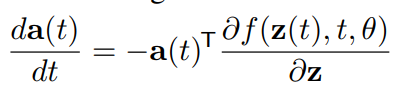 da(t)/dt = −a(t)ᵀ ∂f(z(t), t, θ)/∂z